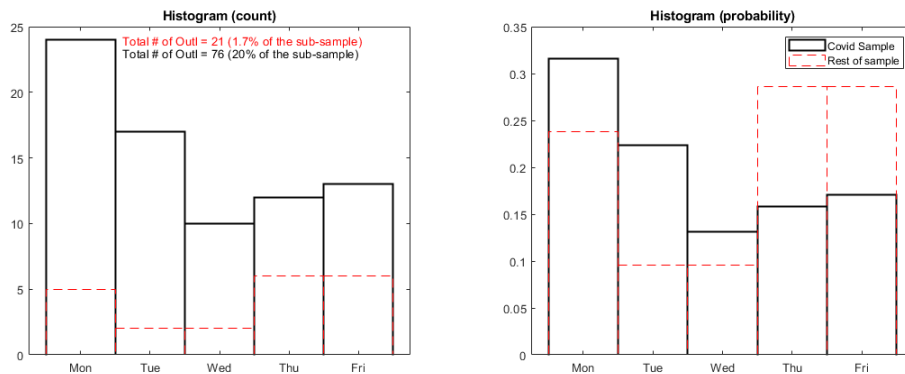 Histogram (count)
25
20
15
10
5
0
Total # of Outl = 21 (1.7% of the sub-sample)
Total # of Outl = 76 (20% of the sub-sample)
Mon Tue Wed Thu Fri
Histogram (probability)
0.35
0.3
0.25
0.2
0.15
0.1
0.05
0
Covid Sample
Rest of sample
Mon Tue Wed Thu Fri